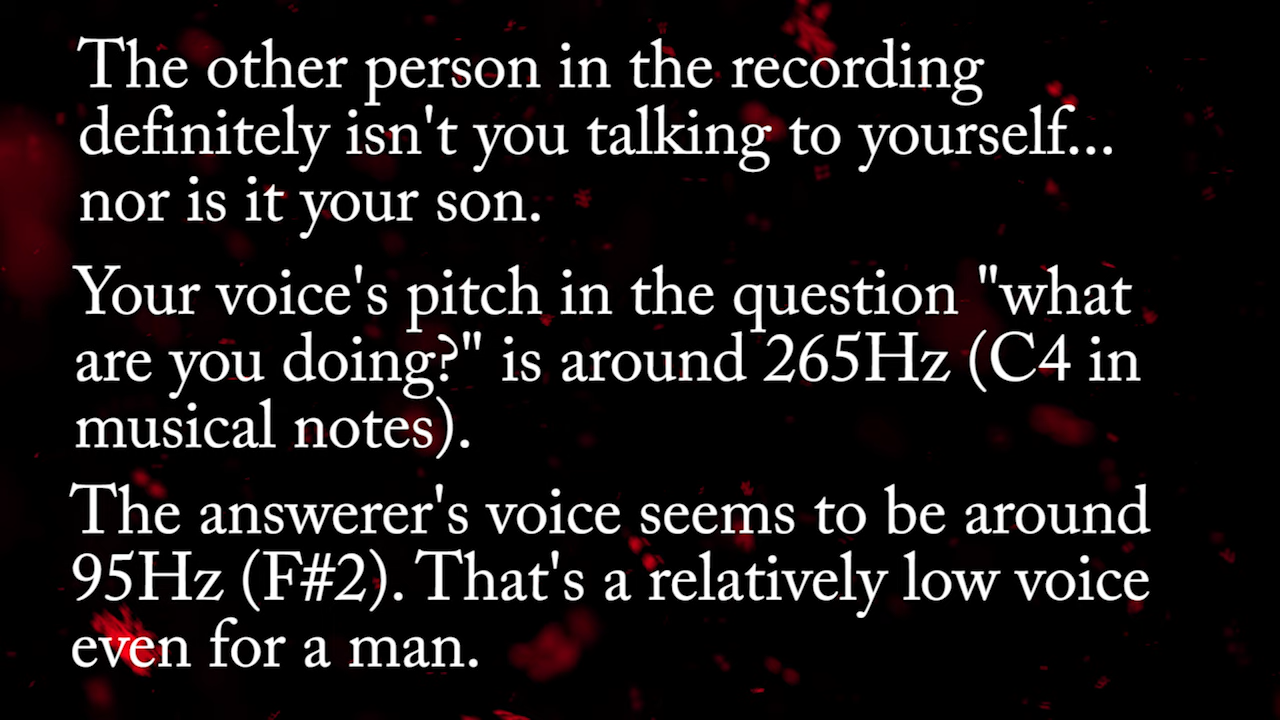 The other person in the recording
definitely isn't you talking to yourself...
nor is it your son.
Your voice's pitch in the question "what
are you doing?" is around 265Hz (C4 in
musical notes).
The answerer's voice seems to be around
95Hz (F#2). That's a relatively low voice
even for a man.